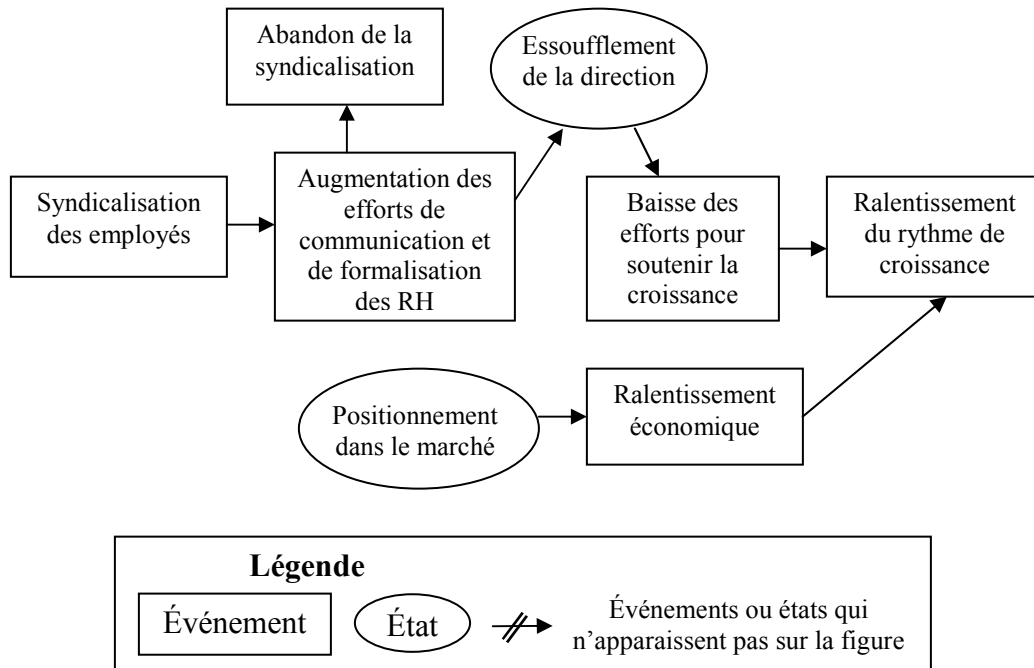 Abandon de la
syndicalisation
Essoufflement
de la direction
Syndicalisation
des employés
Augmentation des
efforts de
communication et
de formalisation
des RH
Baisse des
efforts pour
soutenir la
croissance
Ralentissement
du rythme de
croissance
Positionnement
dans le marché
Ralentissement
économique
Légende
Événement
État
Événements ou états qui
n’apparaissent pas sur la figure